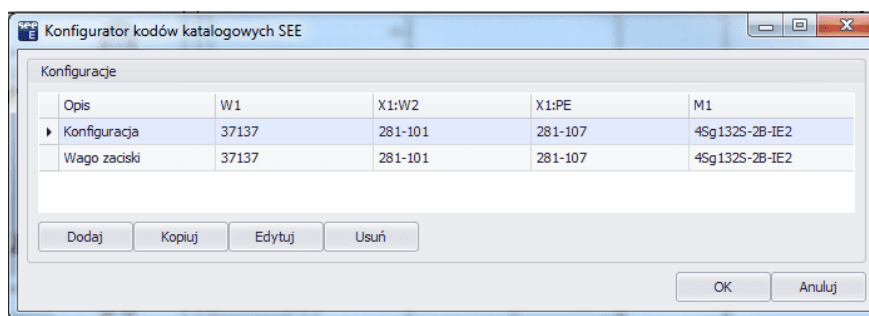 see
E
Konfigurator kodów katalogowych SEE
Konfiguracje
Opis W1 X1:W2 X1:PE M1
Konfiguracja 37137 281-101 281-107 4Sg132S-2B-IE2
Wago zaciski 37137 281-101 281-107 4Sg132S-2B-IE2
Dodaj Kopiuj Edytuj Usuń
OK Anuluj